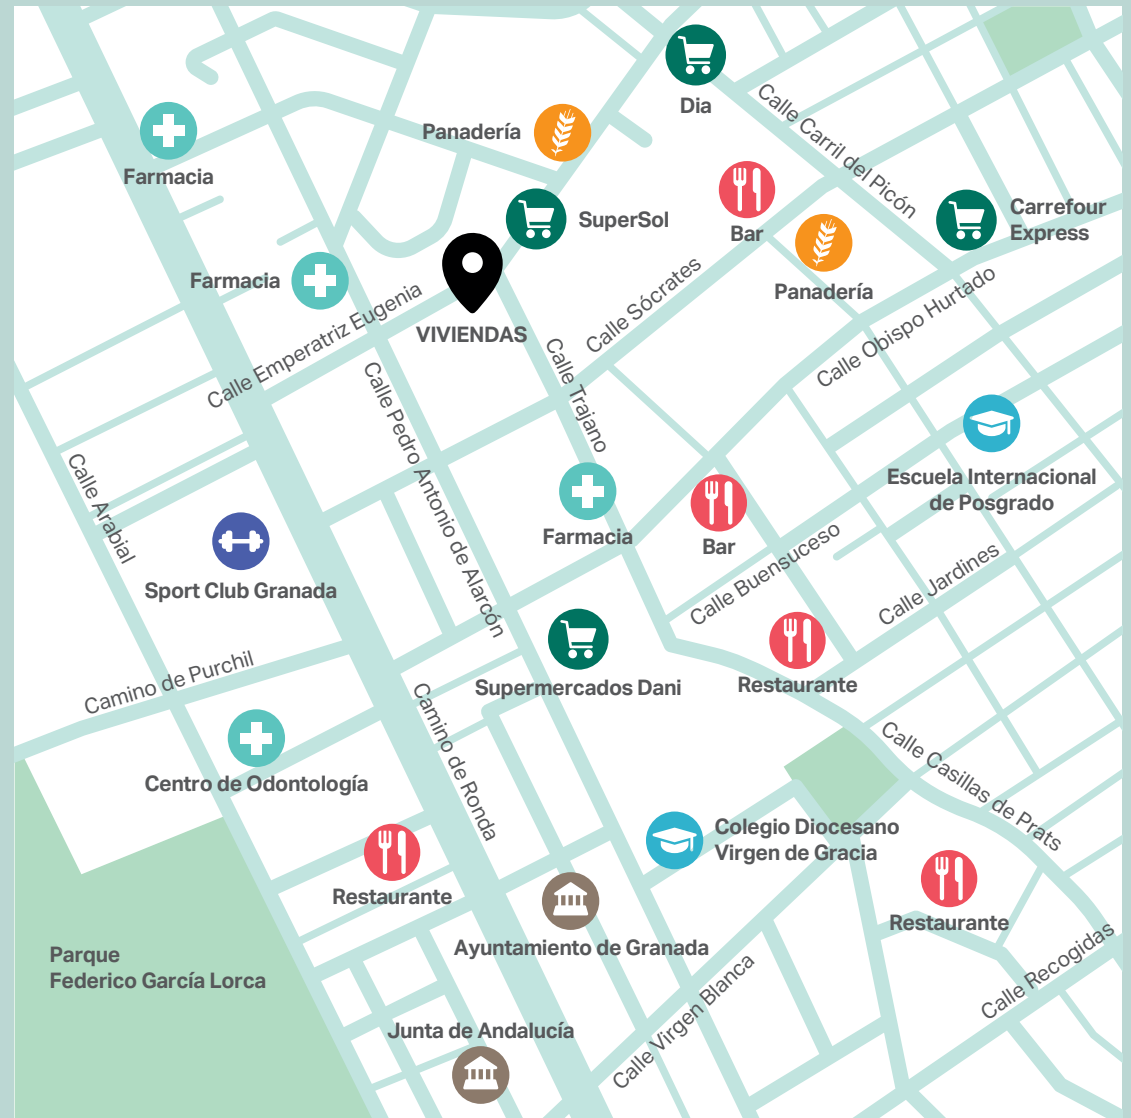 Dia
Calle Carril del Picón
Panadería
Farmacia
Bar
SuperSol
Carrefour
Express
Farmacia
Panadería
VIVIENDAS
Calle Sócrates
Calle Emperatriz Eugenia
Calle Obispo Hurtado
Calle Trajano
Calle Pedro Antonio de Alarcón
Calle Arabial
Escuela Internacional
de Posgrado
Farmacia
Bar
Sport Club Granada
Calle Buensuceso
Calle Jardines
Camino de Purchil
Supermercados Dani
Restaurante
Camino de Ronda
Centro de Odontología
Calle Casillas de Prats
Colegio Diocesano
Virgen de Gracia
Restaurante
Restaurante
Ayuntamiento de Granada
Parque
Federico García Lorca
Calle Recogidas
Calle Virgen Blanca
Junta de Andalucía